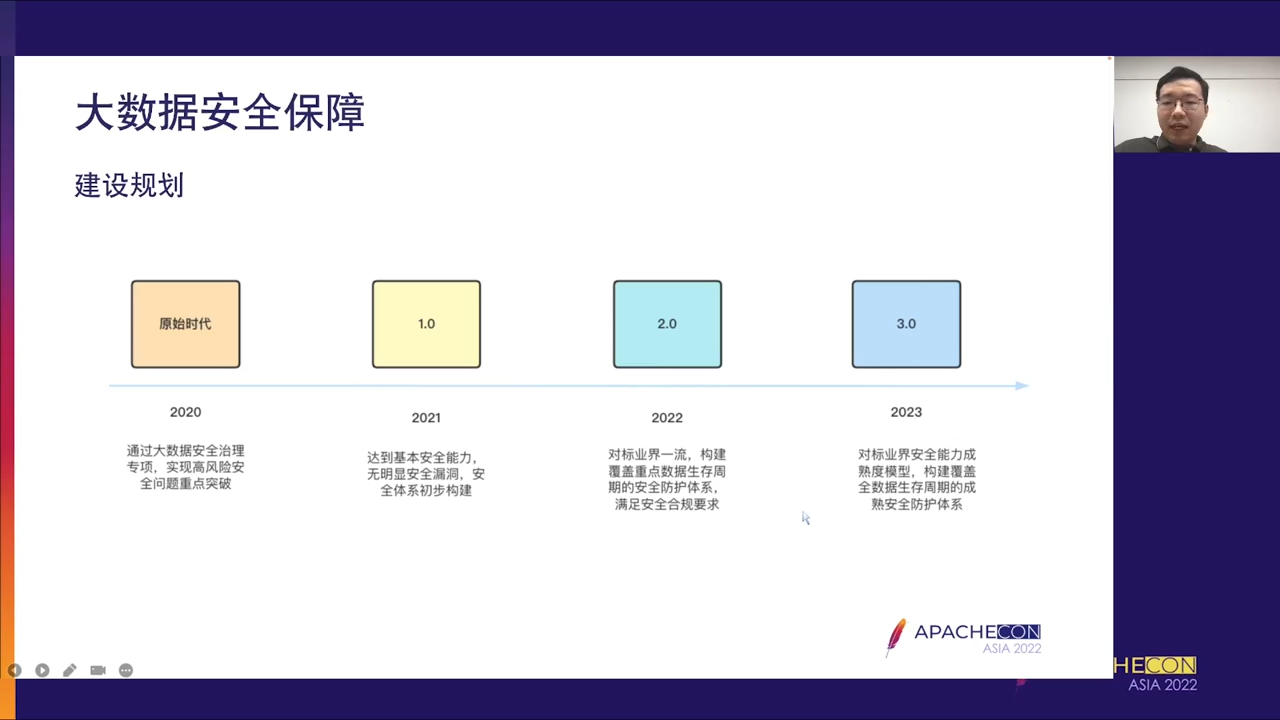 大数据安全保障
建设规划
原始时代
1.0
2.0
3.0
2020
2021
2022
2023
通过大数据安全治理
专项，实现高风险安
全问题重点突破
达到基本安全能力，
无明显安全漏洞，安
全体系初步构建
对标业界一流，构建
覆盖重点数据生存周
期的安全防护体系，
满足安全合规要求
对标业界安全能力成
熟度模型，构建覆盖
全数据生存周期的成
熟安全防护体系
APACHECON
ASIA 2022
HECON
ASIA 2022